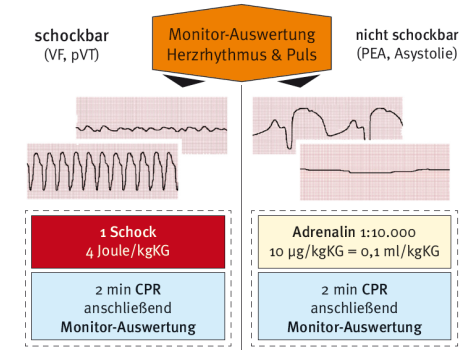 Monitor-Auswertung
Herzrhythmus & Puls
schockbar
(VF, pVT)
nicht schockbar
(PEA, Asystolie)
1 Schock
4 Joule/kgKG
2 min CPR
anschließend
Monitor-Auswertung
Adrenalin 1:10.000
10 µg/kgKG = 0,1 ml/kgKG
2 min CPR
anschließend
Monitor-Auswertung